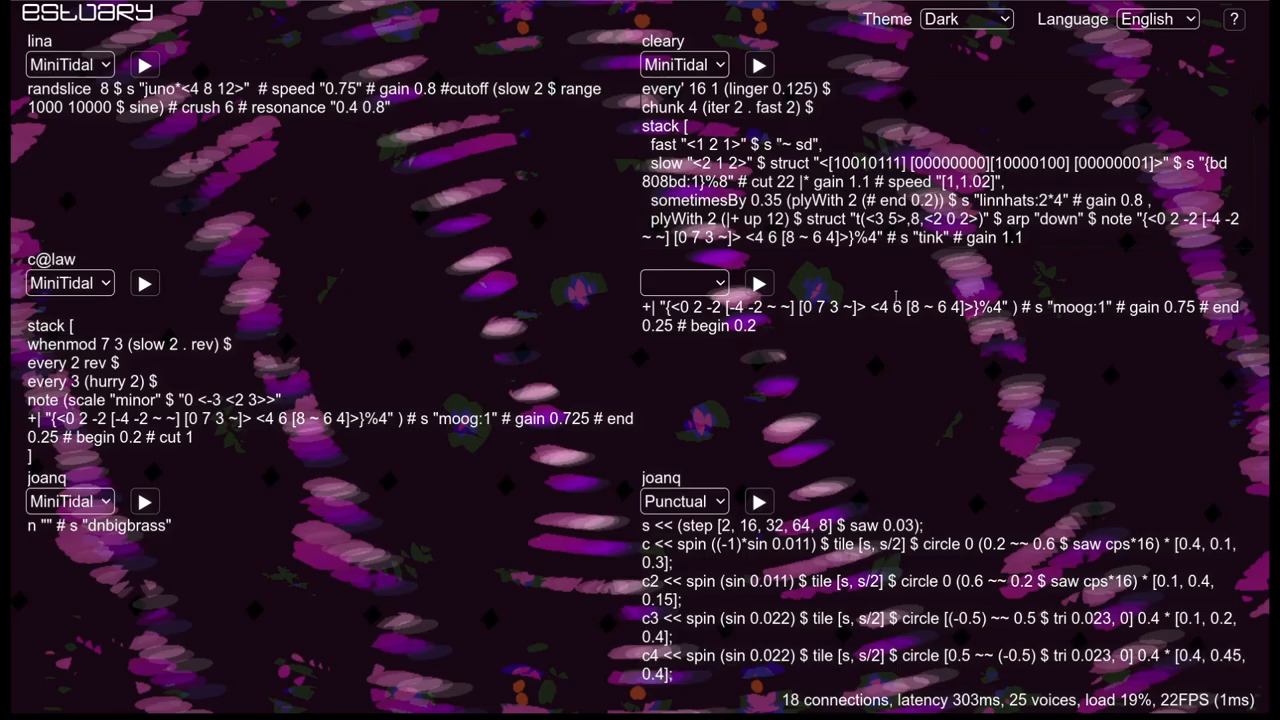 estuary
Theme Dark Language English ?
lina
MiniTidal
randslice  8 $ s "juno*<4 8 12>"  # speed "0.75" # gain 0.8 #cutoff (slow 2 $ range
1000 10000 $ sine) # crush 6 # resonance "0.4 0.8"
cleary
MiniTidal
every' 16 1 (linger 0.125) $
chunk 4 (iter 2 . fast 2) $
stack [
fast "<1 2 1>" $ s "~ sd",
slow "<2 1 2>" $ struct "<[10010111] [00000000][10000100] [00000001]>" $ s "{bd
808bd:1}%8" # cut 22 |* gain 1.1 # speed "[1,1.02]",
sometimesBy 0.35 (plyWith 2 (# end 0.2)) $ s "linnhats:2*4" # gain 0.8 ,
plyWith 2 (|+ up 12) $ struct "t(<3 5>,8,<2 0 2>)" $ arp "down" $ note "{<0 2 -2 [-4 -2
~ ~] [0 7 3 ~]> <4 6 [8 ~ 6 4]>}%4" # s "tink" # gain 1.1
c@law
MiniTidal
stack [
whenmod 7 3 (slow 2 . rev) $
every 2 rev $
every 3 (hurry 2) $
note (scale "minor" $ "0 <-3 <2 3>>"
+| "{<0 2 -2 [-4 -2 ~ ~] [0 7 3 ~]> <4 6 [8 ~ 6 4]>}%4" ) # s "moog:1" # gain 0.725 # end
0.25 # begin 0.2 # cut 1
]
+| "{<0 2 -2 [-4 -2 ~ ~] [0 7 3 ~]> <4 6 [8 ~ 6 4]>}%4" ) # s "moog:1" # gain 0.75 # end
0.25 # begin 0.2
joanq
MiniTidal
n "" # s "dnbigbrass"
joanq
Punctual
s << (step [2, 16, 32, 64, 8] $ saw 0.03);
c << spin ((-1)*sin 0.011) $ tile [s, s/2] $ circle 0 (0.2 ~~ 0.6 $ saw cps*16) * [0.4, 0.1,
0.3];
c2 << spin (sin 0.011) $ tile [s, s/2] $ circle 0 (0.6 ~~ 0.2 $ saw cps*16) * [0.1, 0.4,
0.15];
c3 << spin (sin 0.022) $ tile [s, s/2] $ circle [(-0.5) ~~ 0.5 $ tri 0.023, 0] 0.4 * [0.1, 0.2,
0.4];
c4 << spin (sin 0.022) $ tile [s, s/2] $ circle [0.5 ~~ (-0.5) $ tri 0.023, 0] 0.4 * [0.4, 0.45,
0.4];
18 connections, latency 303ms, 25 voices, load 19%, 22FPS (1ms)